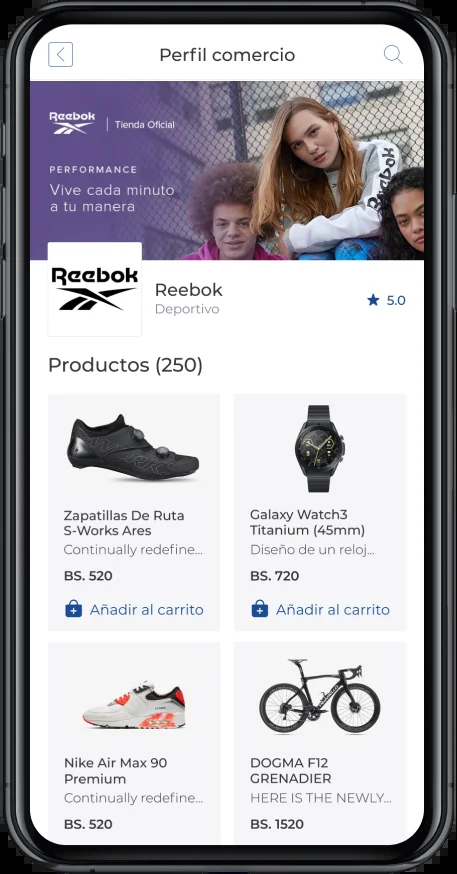 Perfil comercio
Reebok
Tienda Oficial
PERFORMANCE
Vive cada minuto
a tu manera
Reebok
Reebok
Reebok
Deportivo
5.0
Productos (250)
Zapatillas De Ruta
S-Works Ares
Continually redefine...
BS. 520
Añadir al carrito
Galaxy Watch3
Titanium (45mm)
Diseño de un reloj...
BS. 720
Añadir al carrito
Nike Air Max 90
Premium
Continually redefine...
BS. 520
DOGMA F12
GRENADIER
HERE IS THE NEWLY...
BS. 1520